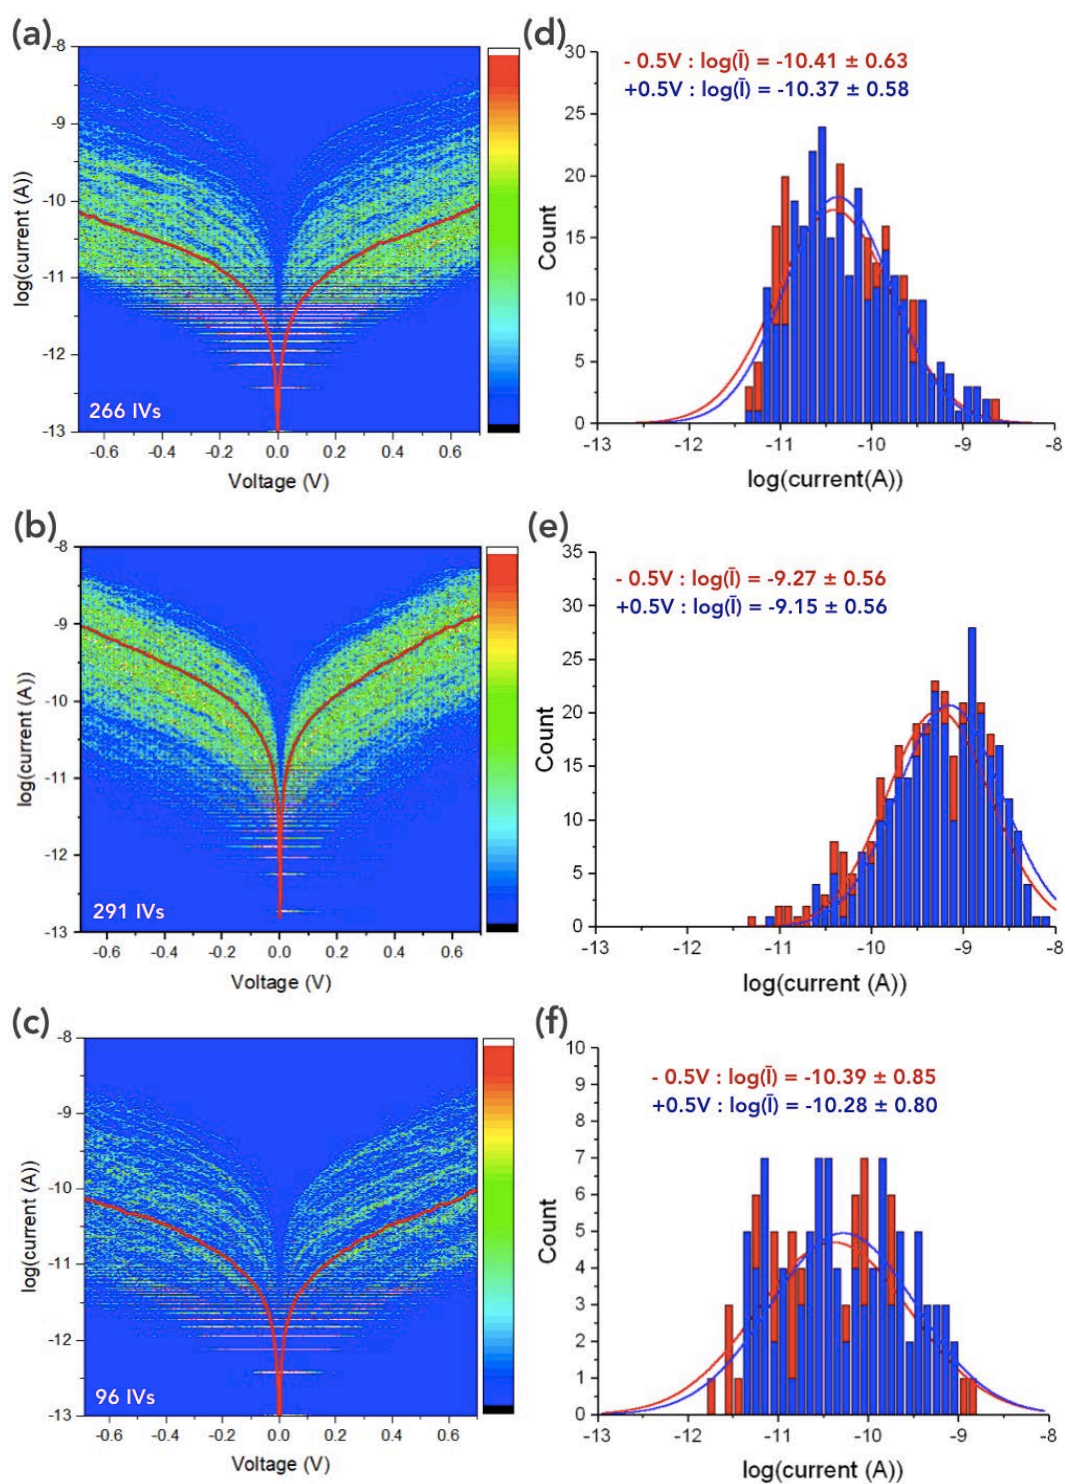 (a)
-8
-9
-10
-11
-12
-13
log(current (A))
266 IVs
-0.6 -0.4 -0.2 0.0 0.2 0.4 0.6
Voltage (V)
(d)
30
25
20
15
10
5
0
Count
- 0.5V : log(Ī) = -10.41 ± 0.63
+0.5V : log(Ī) = -10.37 ± 0.58
-13 -12 -11 -10 -9 -8
log(current(A))
(b)
-8
-9
-10
-11
-12
-13
log(current (A))
291 IVs
-0.6 -0.4 -0.2 0.0 0.2 0.4 0.6
Voltage (V)
(e)
35
30
25
20
15
10
5
0
Count
- 0.5V : log(Ī) = -9.27 ± 0.56
+0.5V : log(Ī) = -9.15 ± 0.56
-13 -12 -11 -10 -9 -8
log(current (A))
(c)
-8
-9
-10
-11
-12
-13
log(current (A))
96 IVs
-0.6 -0.4 -0.2 0.0 0.2 0.4 0.6
Voltage (V)
(f)
10
9
8
7
6
5
4
3
2
1
0
Count
- 0.5V : log(Ī) = -10.39 ± 0.85
+0.5V : log(Ī) = -10.28 ± 0.80
-13 -12 -11 -10 -9 -8
log(current (A))